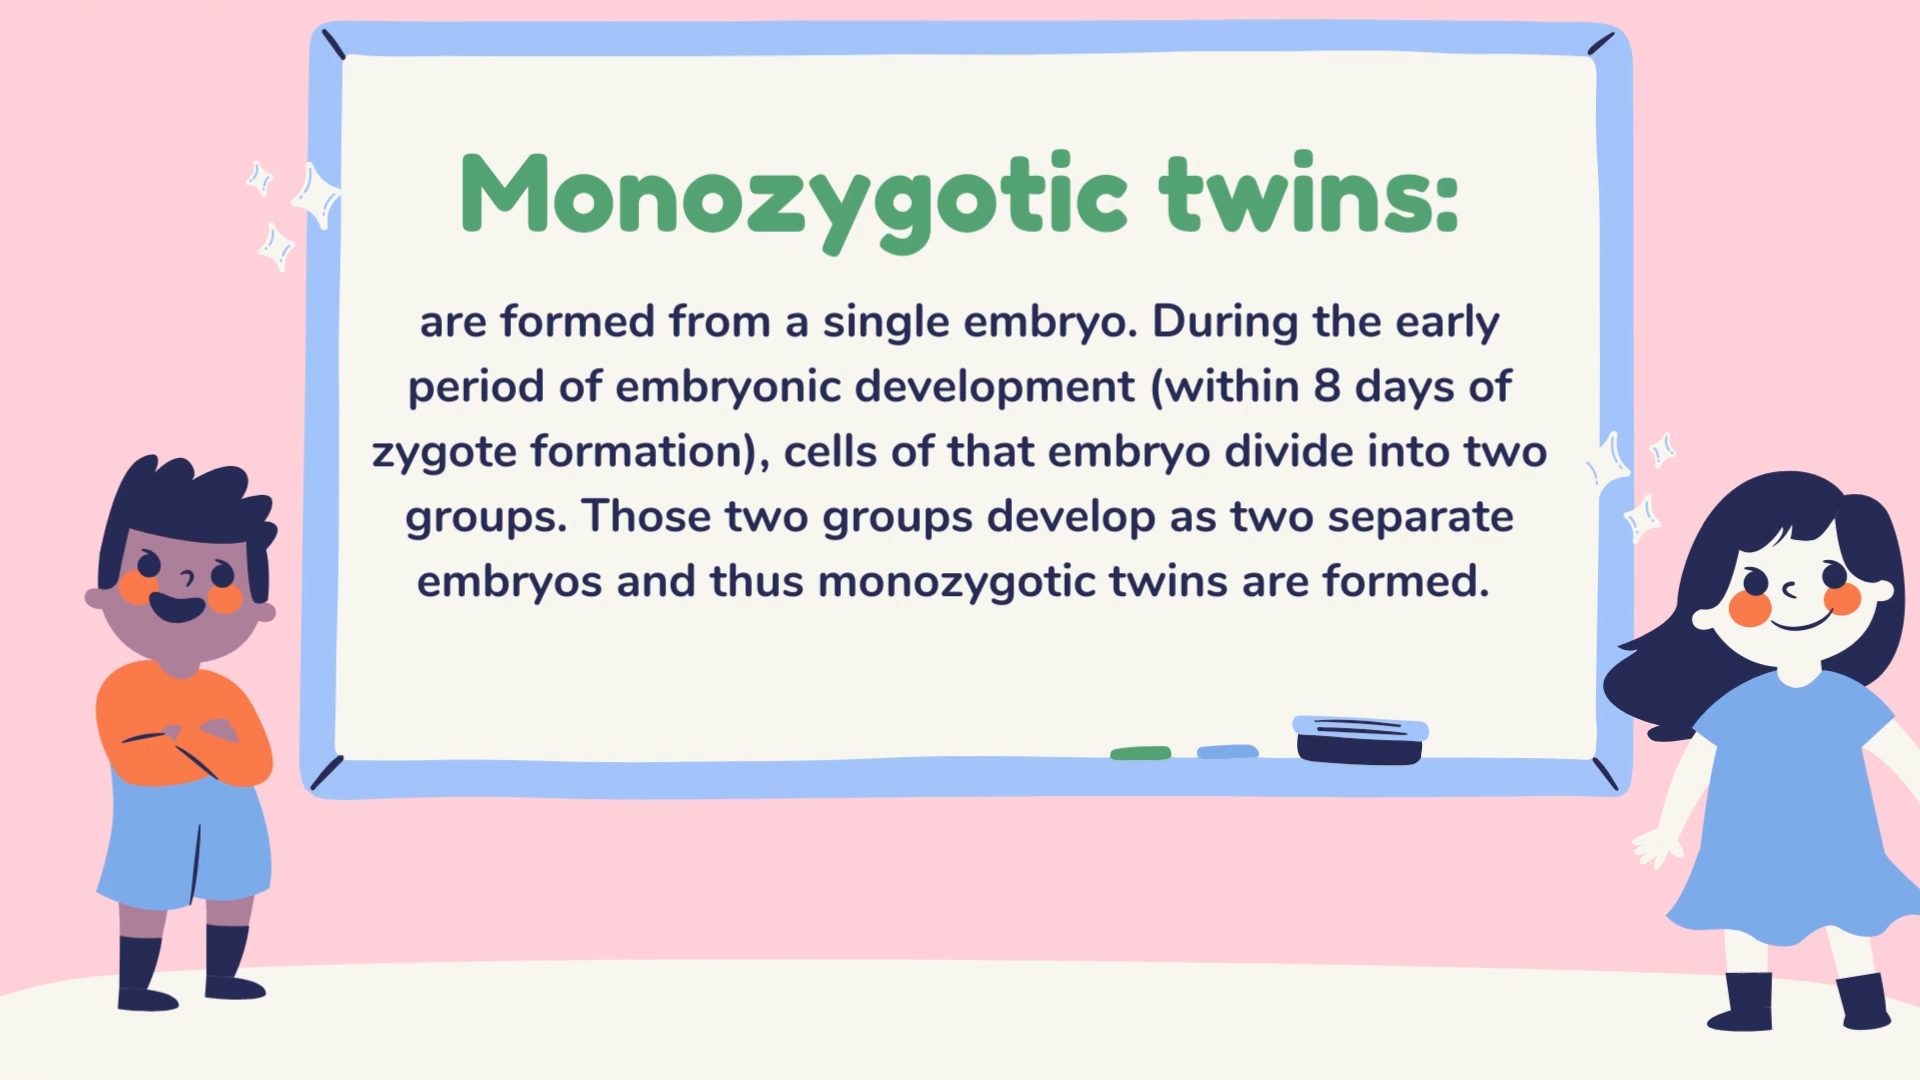 Monozygotic twins:
are formed from a single embryo. During the early
period of embryonic development (within 8 days of
zygote formation), cells of that embryo divide into two
groups. Those two groups develop as two separate
embryos and thus monozygotic twins are formed.